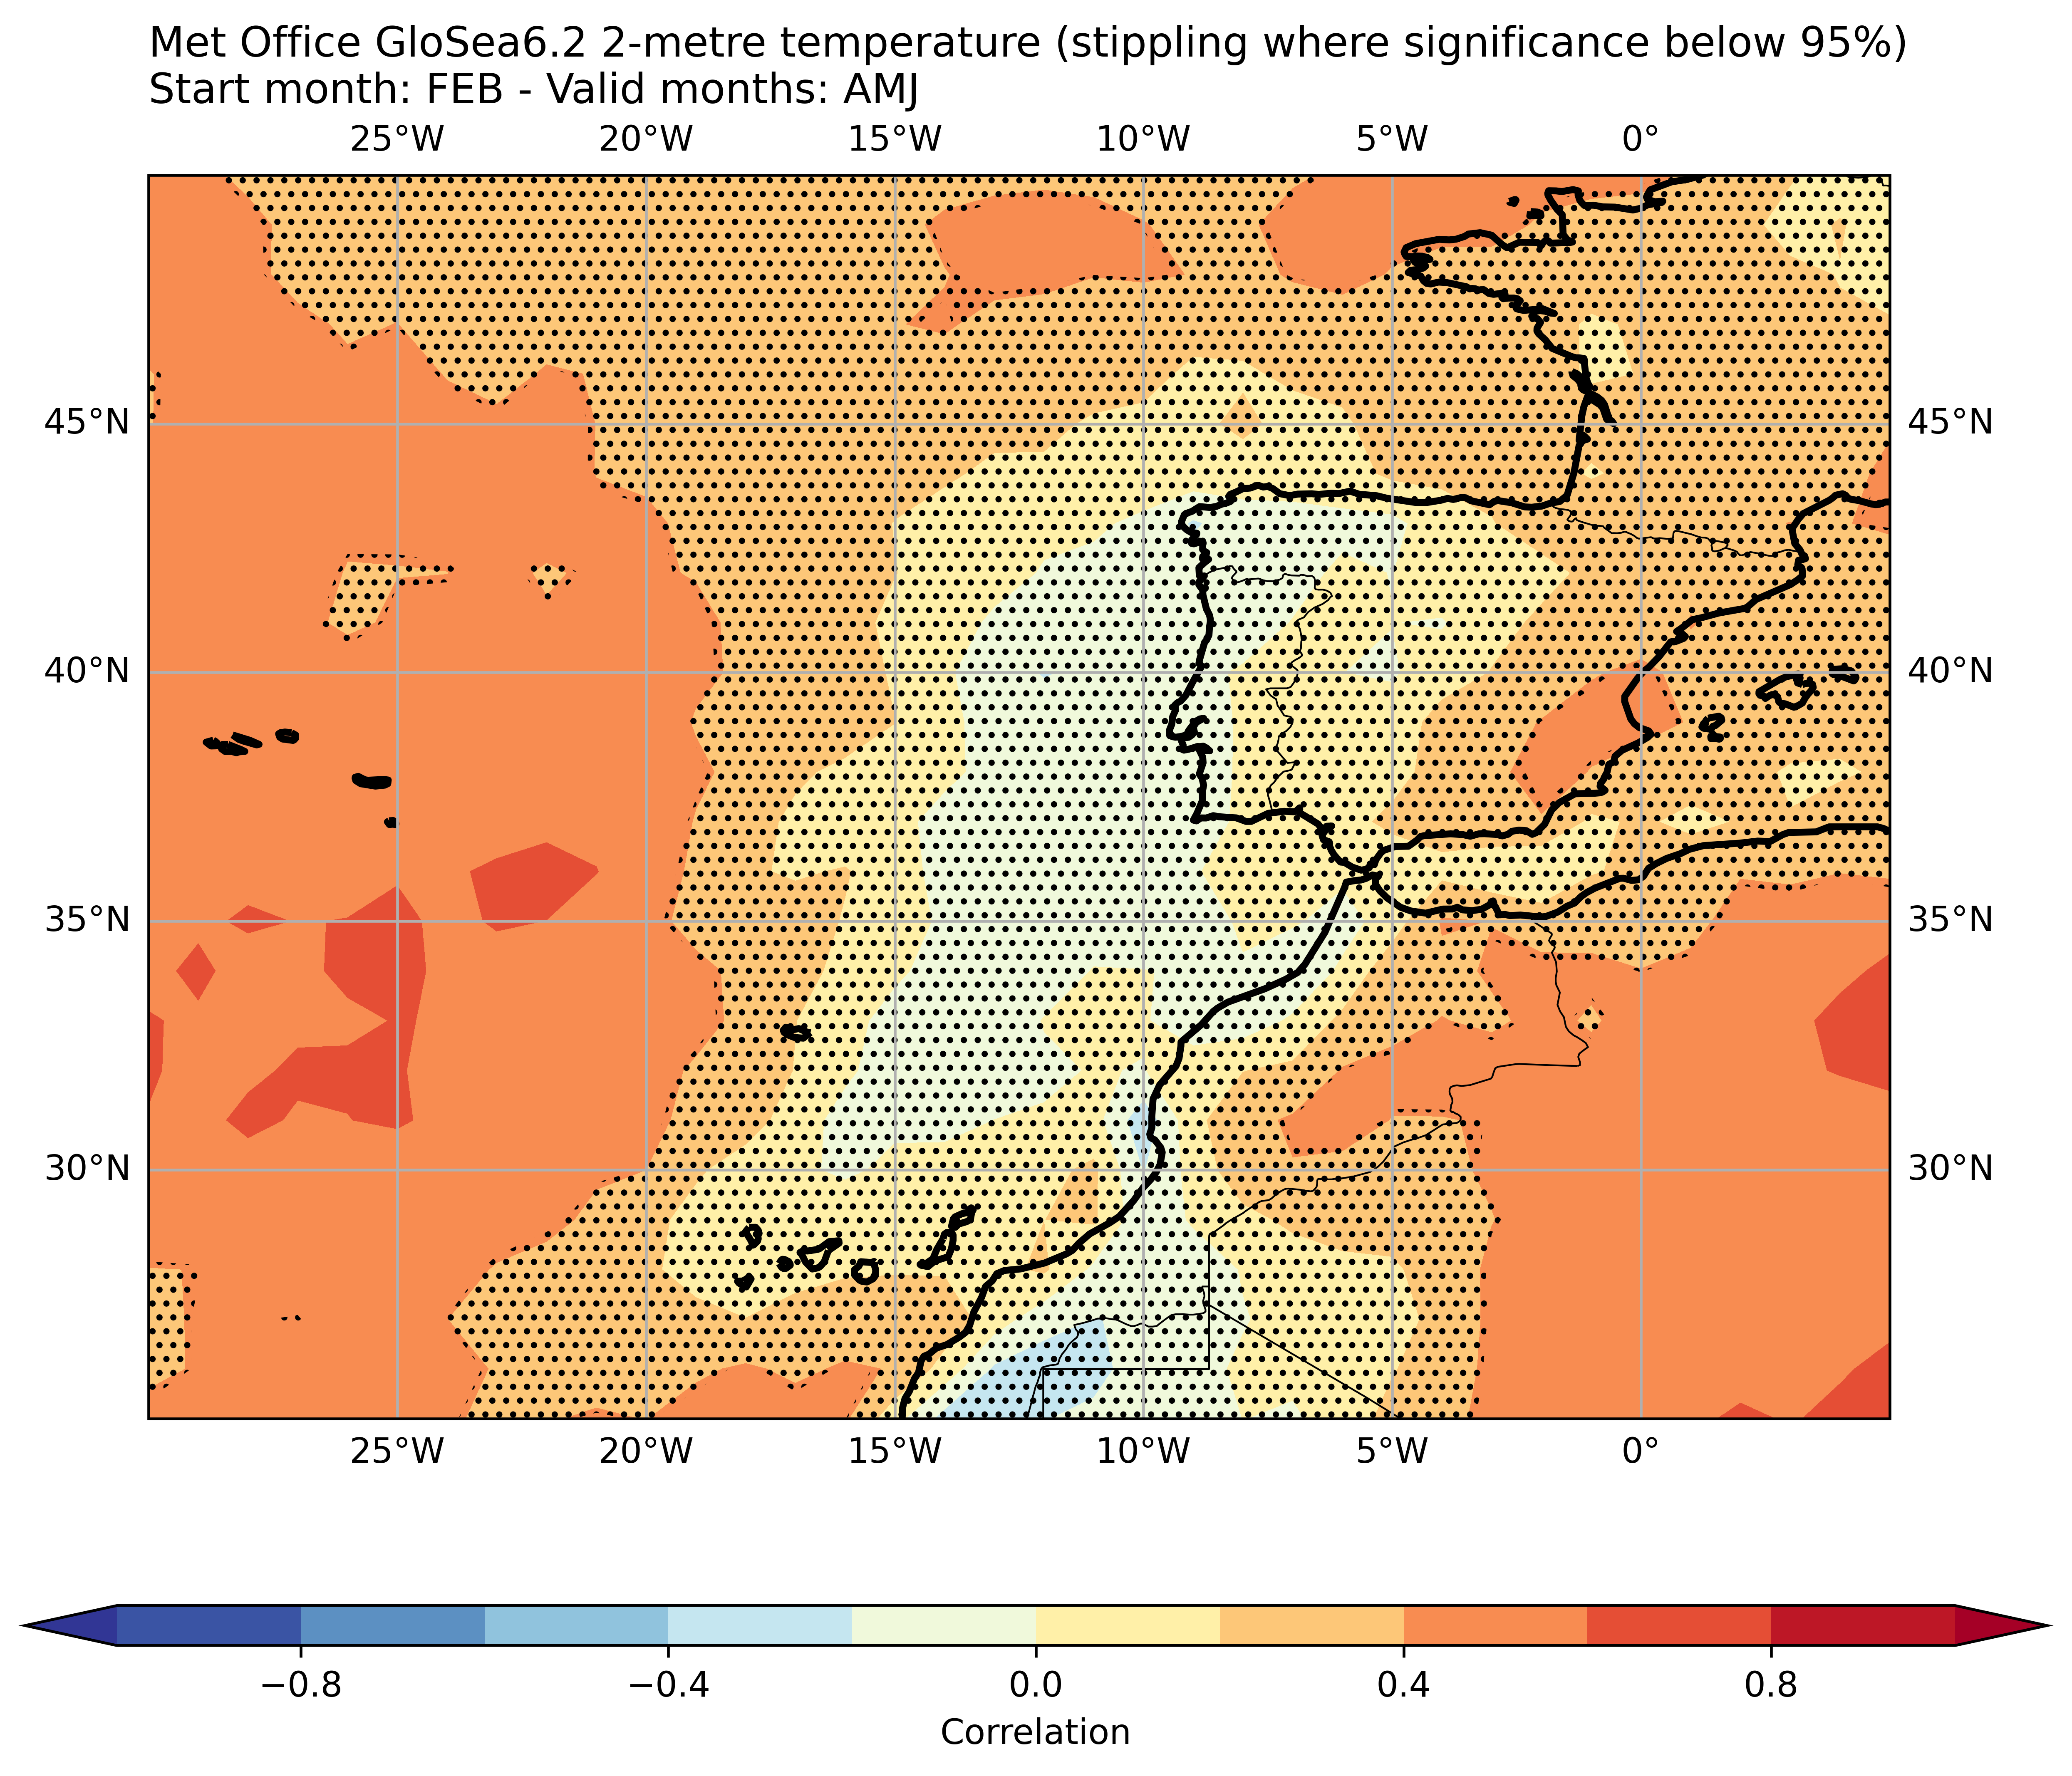 Met Office GloSea6.2 2-metre temperature (stippling where significance below 95%)
Start month: FEB - Valid months: AMJ
25°W 20°W 15°W 10°W 5°W 0°
45°N 45°N
40°N 40°N
35°N 35°N
30°N 30°N
25°W 20°W 15°W 10°W 5°W 0°
−0.8 −0.4 0.0 0.4 0.8
Correlation